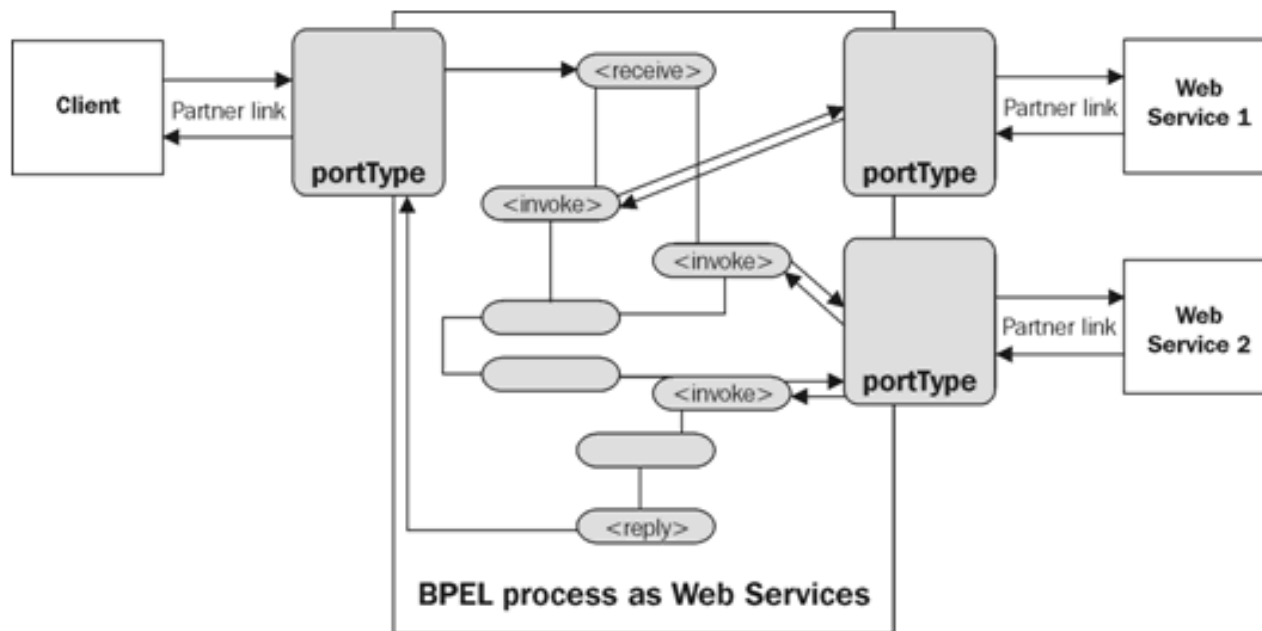 Client
Partner link
portType
<receive>
<invoke>
<invoke>
<invoke>
<reply>
portType
Partner link
Web
Service 1
portType
Partner link
Web
Service 2
BPEL process as Web Services